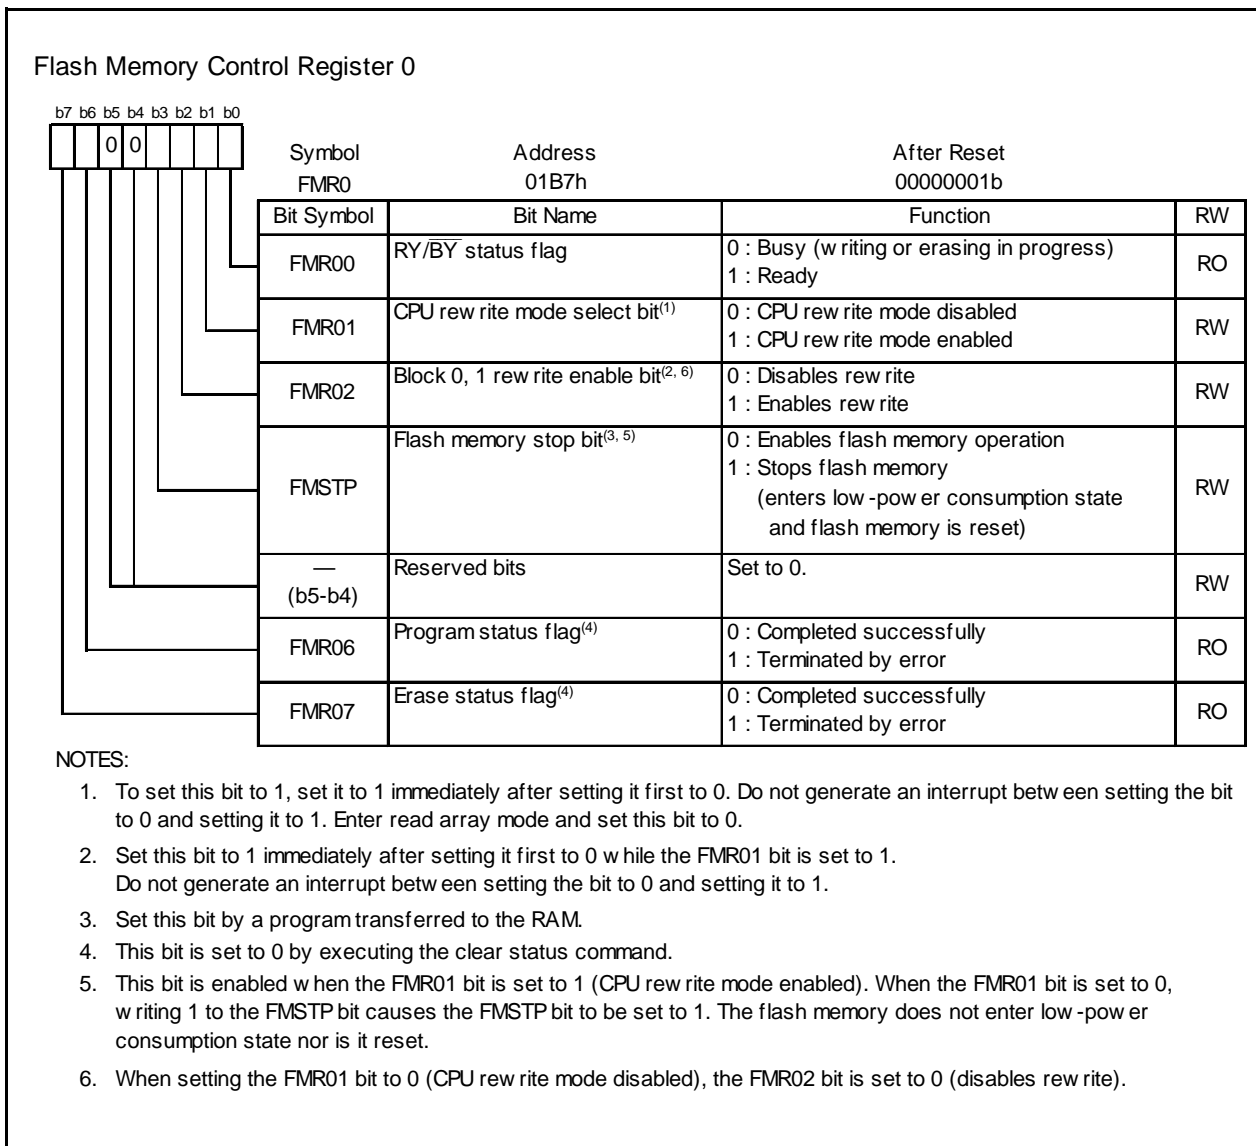 Flash Memory Control Register 0
b7 b6 b5 b4 b3 b2 b1 b0
0 0
Symbol Address After Reset
FMR0 01B7h 00000001b
Bit Symbol Bit Name Function RW
FMR00 RY/BY status flag 0 : Busy (writing or erasing in progress) RO
1 : Ready
FMR01 CPU rewrite mode select bit(1) 0 : CPU rewrite mode disabled RW
1 : CPU rewrite mode enabled
FMR02 Block 0, 1 rewrite enable bit(2, 6) 0 : Disables rewrite RW
1 : Enables rewrite
FMSTP Flash memory stop bit(3, 5) 0 : Enables flash memory operation RW
1 : Stops flash memory
(enters low-power consumption state
and flash memory is reset)
— Reserved bits Set to 0. RW
(b5-b4)
FMR06 Program status flag(4) 0 : Completed successfully RO
1 : Terminated by error
FMR07 Erase status flag(4) 0 : Completed successfully RO
1 : Terminated by error
NOTES:
1. To set this bit to 1, set it to 1 immediately after setting it first to 0. Do not generate an interrupt between setting the bit
to 0 and setting it to 1. Enter read array mode and set this bit to 0.
2. Set this bit to 1 immediately after setting it first to 0 while the FMR01 bit is set to 1.
Do not generate an interrupt between setting the bit to 0 and setting it to 1.
3. Set this bit by a program transferred to the RAM.
4. This bit is set to 0 by executing the clear status command.
5. This bit is enabled when the FMR01 bit is set to 1 (CPU rewrite mode enabled). When the FMR01 bit is set to 0,
writing 1 to the FMSTP bit causes the FMSTP bit to be set to 1. The flash memory does not enter low-power
consumption state nor is it reset.
6. When setting the FMR01 bit to 0 (CPU rewrite mode disabled), the FMR02 bit is set to 0 (disables rewrite).